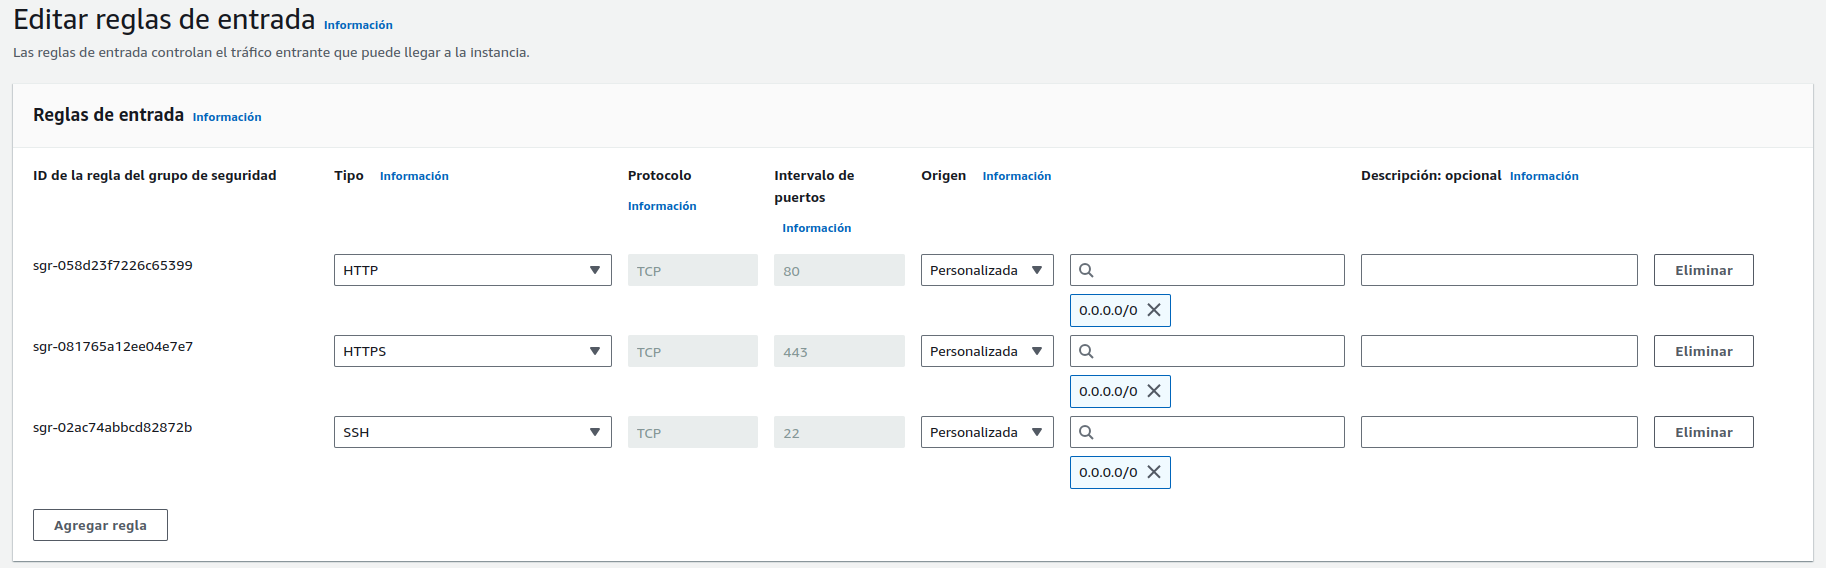 Editar reglas de entrada Información
Las reglas de entrada controlan el tráfico entrante que puede llegar a la instancia.
Reglas de entrada Información
ID de la regla del grupo de seguridad Tipo Información Protocolo Información Intervalo de puertos Información Origen Información Descripción: opcional Información
sgr-058d23f7226c65399 HTTP TCP 80 Personalizada Eliminar
0.0.0.0/0
sgr-081765a12ee04e7e7 HTTPS TCP 443 Personalizada Eliminar
0.0.0.0/0
sgr-02ac74abbcd82872b SSH TCP 22 Personalizada Eliminar
0.0.0.0/0
Agregar regla